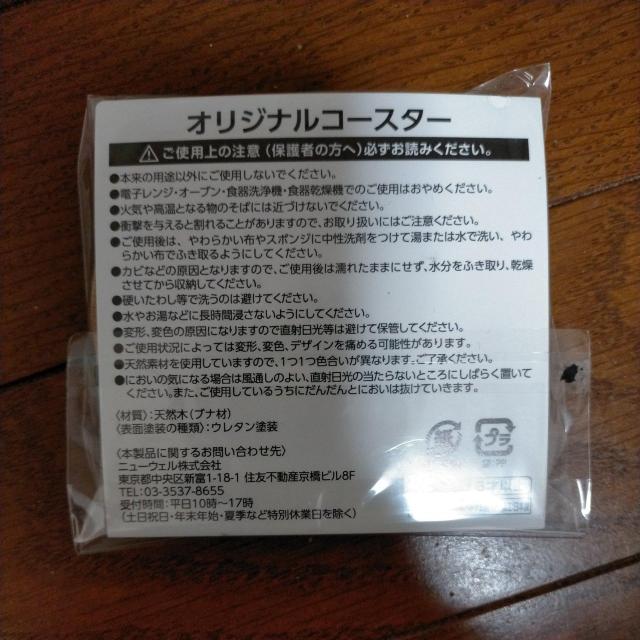 オリジナルコースター
ご使用上の注意(保護者の方へ)必ずお読みください。
●本来の用途以外にご使用しないでください。
●電子レンジ・オーブン・食器洗浄機・食器乾燥機でのご使用はおやめください。
●火気や高温となる物のそばには近づけないでください。
●衝撃を与えると割れることがありますので、お取り扱いにはご注意ください。
●ご使用後は、やわらかい布やスポンジに中性洗剤をつけて湯または水で洗い、やわ
らかい布でふき取るようにしてください。
●カビなどの原因となりますので、ご使用後は濡れたままにせず、水分をふき取り、乾燥
させてから収納してください。
●硬いたわし等で洗うのは避けてください。
●水やお湯などに長時間浸さないようにしてください。
●変形、変色の原因になりますので直射日光等は避けて保管してください。
●ご使用状況によっては変形、変色、デザインを痛める可能性があります。
●天然素材を使用していますので、1つ1つ色合いが異なります。ご了承ください。
●においの気になる場合は風通しのよい、直射日光の当たらないところにしばらく置いて
ください。また、ご使用しているうちにだんだんとにおいは抜けていきます。
〈材質〉:天然木(ブナ材)
〈表面塗装の種類〉:ウレタン塗装
〈本製品に関するお問い合わせ先〉
ニューウェル株式会社
東京都中央区新富1-18-1 住友不動産京橋ビル8F
TEL:03-3537-8655
受付時間:平日10時~17時
(土日祝日・年末年始・夏季など特別休業日を除く)
紙
プラ